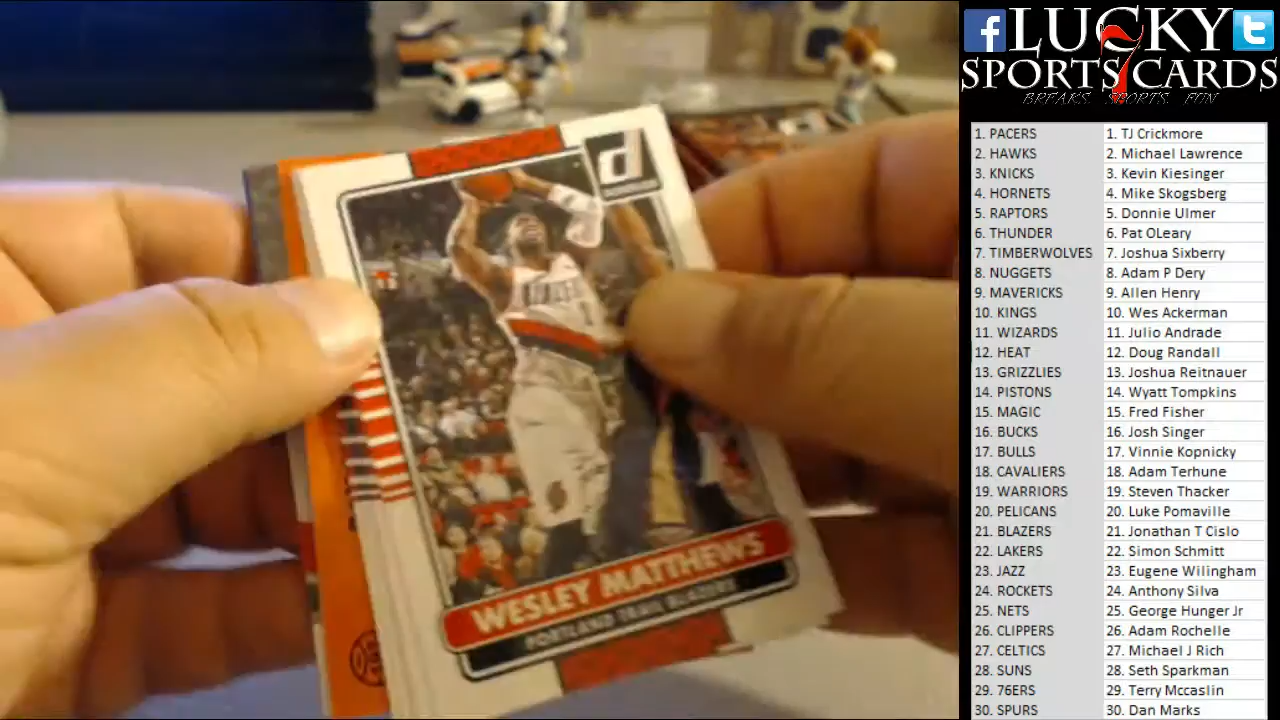 LUCKY
SPORTS 7 CARDS
BREAKS SPORTS FUN
1. PACERS 1. TJ Crickmore
2. HAWKS 2. Michael Lawrence
3. KNICKS 3. Kevin Kiesinger
4. HORNETS 4. Mike Skogsberg
5. RAPTORS 5. Donnie Ulmer
6. THUNDER 6. Pat OLeary
7. TIMBERWOLVES 7. Joshua Sixberry
8. NUGGETS 8. Adam P Dery
9. MAVERICKS 9. Allen Henry
10. KINGS 10. Wes Ackerman
11. WIZARDS 11. Julio Andrade
12. HEAT 12. Doug Randall
13. GRIZZLIES 13. Joshua Reitnauer
14. PISTONS 14. Wyatt Tompkins
15. MAGIC 15. Fred Fisher
16. BUCKS 16. Josh Singer
17. BULLS 17. Vinnie Kopnicky
18. CAVALIERS 18. Adam Terhune
19. WARRIORS 19. Steven Thacker
20. PELICANS 20. Luke Pomaville
21. BLAZERS 21. Jonathan T Cislo
22. LAKERS 22. Simon Schmitt
23. JAZZ 23. Eugene Wilingham
24. ROCKETS 24. Anthony Silva
25. NETS 25. George Hunger Jr
26. CLIPPERS 26. Adam Rochelle
27. CELTICS 27. Michael J Rich
28. SUNS 28. Seth Sparkman
29. 76ERS 29. Terry Mccaslin
30. SPURS 30. Dan Marks
d
WESLEY MATTHEWS
PORTLAND TRAIL BLAZERS